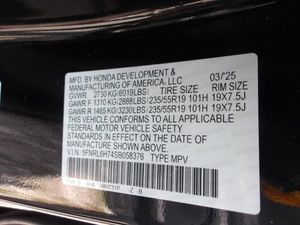 MFD. BY HONDA DEVELOPMENT & 03/'25
MANUFACTURING OF AMERICA, LLC
GVWR 2730 KG (6019LBS) TIRE SIZE RIM SIZE
GAWR F 1310 KG (2888LBS) 235/55R19 101H 19X7.5J
GAWR R 1465 KG (3230LBS) 235/55R19 101H 19X7.5J
THIS VEHICLE CONFORMS TO ALL APPLICABLE
FEDERAL MOTOR VEHICLE SAFETY STANDARDS IN
EFFECT ON THE DATE OF MANUFACTURE
SHOWN ABOVE.
V.I.N. 5FNRL6H74SB058376 TYPE MPV
NH731P -Z -B